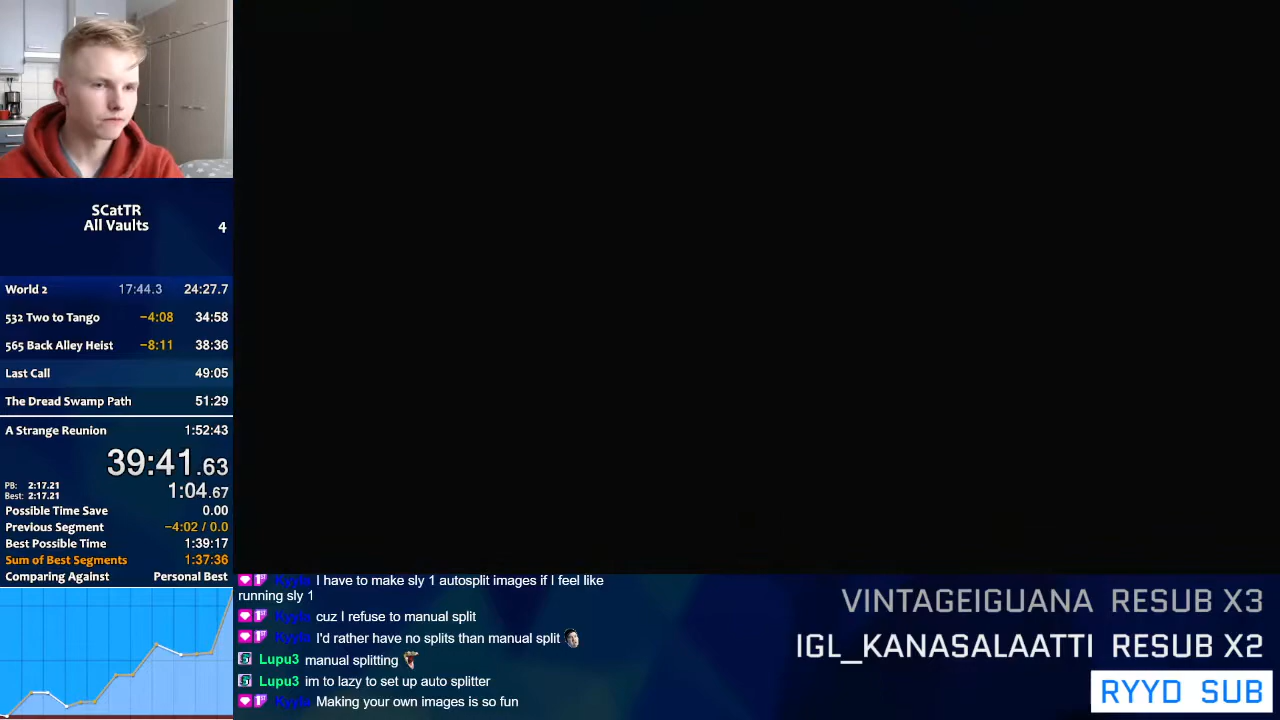 SCatTR
All Vaults
4
World 2 17:44.3 24:27.7
532 Two to Tango −4:08 34:58
565 Back Alley Heist −8:11 38:36
Last Call 49:05
The Dread Swamp Path 51:29
A Strange Reunion 1:52:43
39:41.63
PB: 2:17.21
Best: 2:17.21
1:04.67
Possible Time Save 0.00
Previous Segment −4:02 / 0.0
Best Possible Time 1:39:17
Sum of Best Segments 1:37:36
Comparing Against Personal Best
I have to make sly 1 autosplit images if I feel like
running sly 1
cuz I refuse to manual split
I'd rather have no splits than manual split
Lupu3 manual splitting
Lupu3 im to lazy to set up auto splitter
Making your own images is so fun
VINTAGEIGUANA RESUB X3
IGL_KANASALAATTI RESUB X2
RYYD SUB